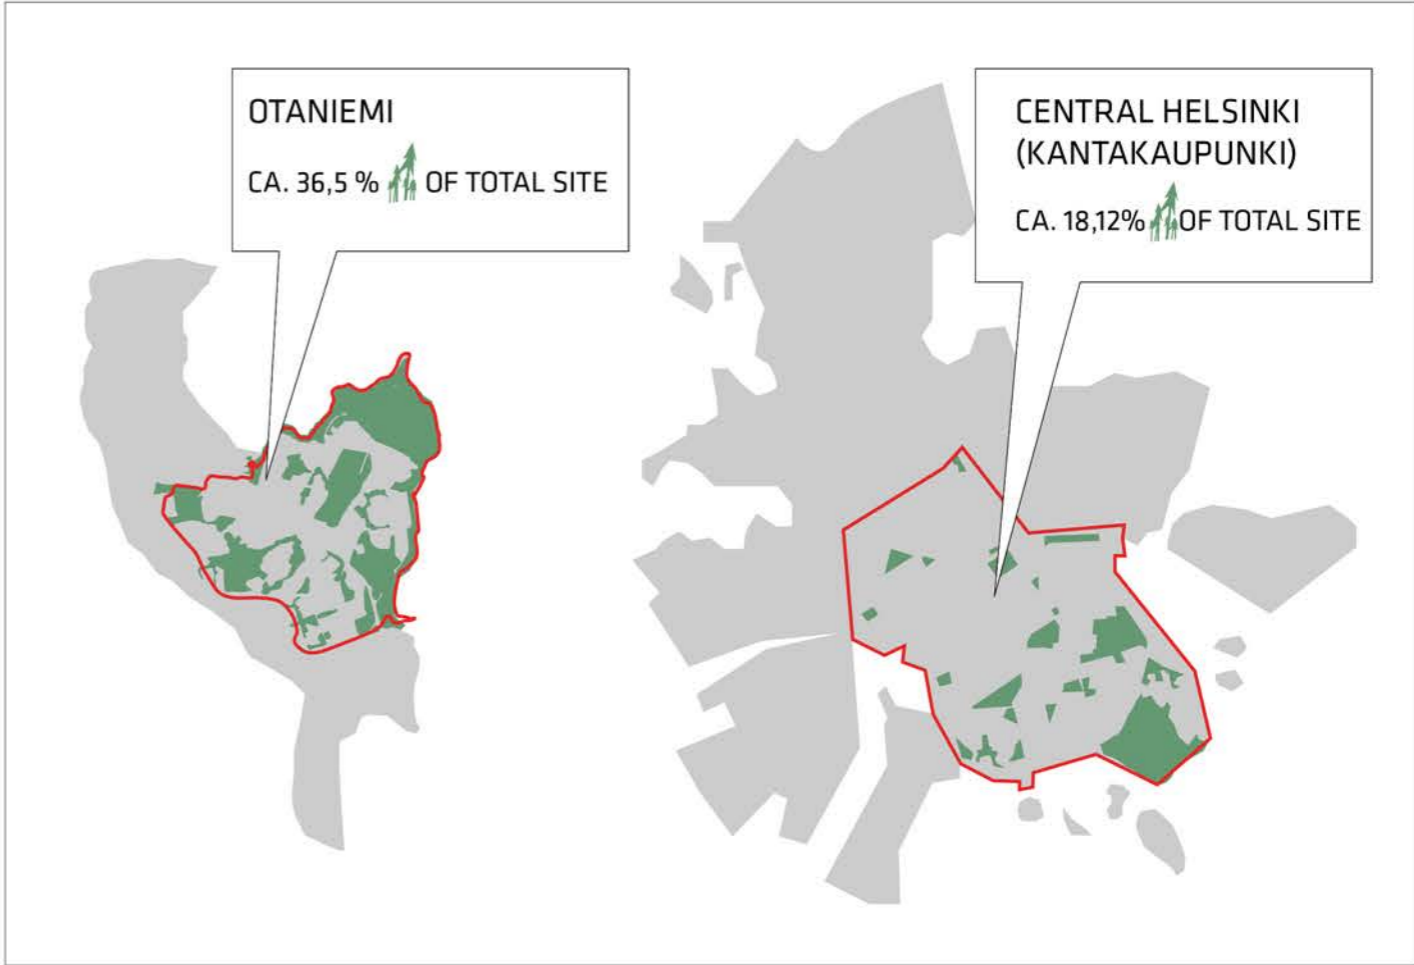 OTANIEMI
CA. 36,5 % OF TOTAL SITE
CENTRAL HELSINKI
(KANTAKAUPUNKI)
CA. 18,12% OF TOTAL SITE